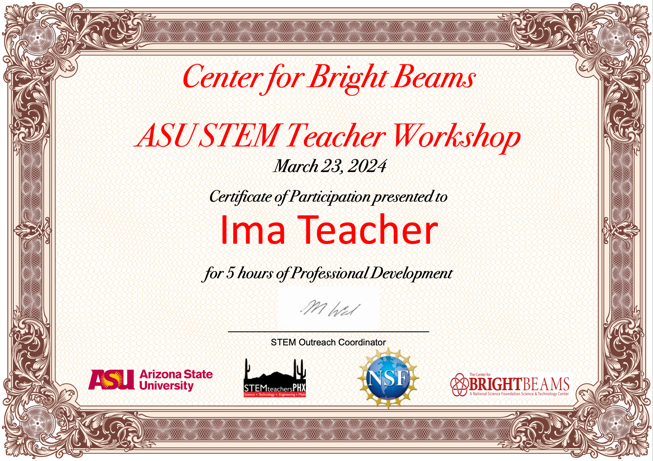 Center for Bright Beams
ASU STEM Teacher Workshop
March 23, 2024
Certificate of Participation presented to
Ima Teacher
for 5 hours of Professional Development
STEM Outreach Coordinator
ASU Arizona State
University
STEMteachersPHX
Science • Technology • Engineering • Math
NSF
The Center for
BRIGHTBEAMS
A National Science Foundation Science & Technology Center